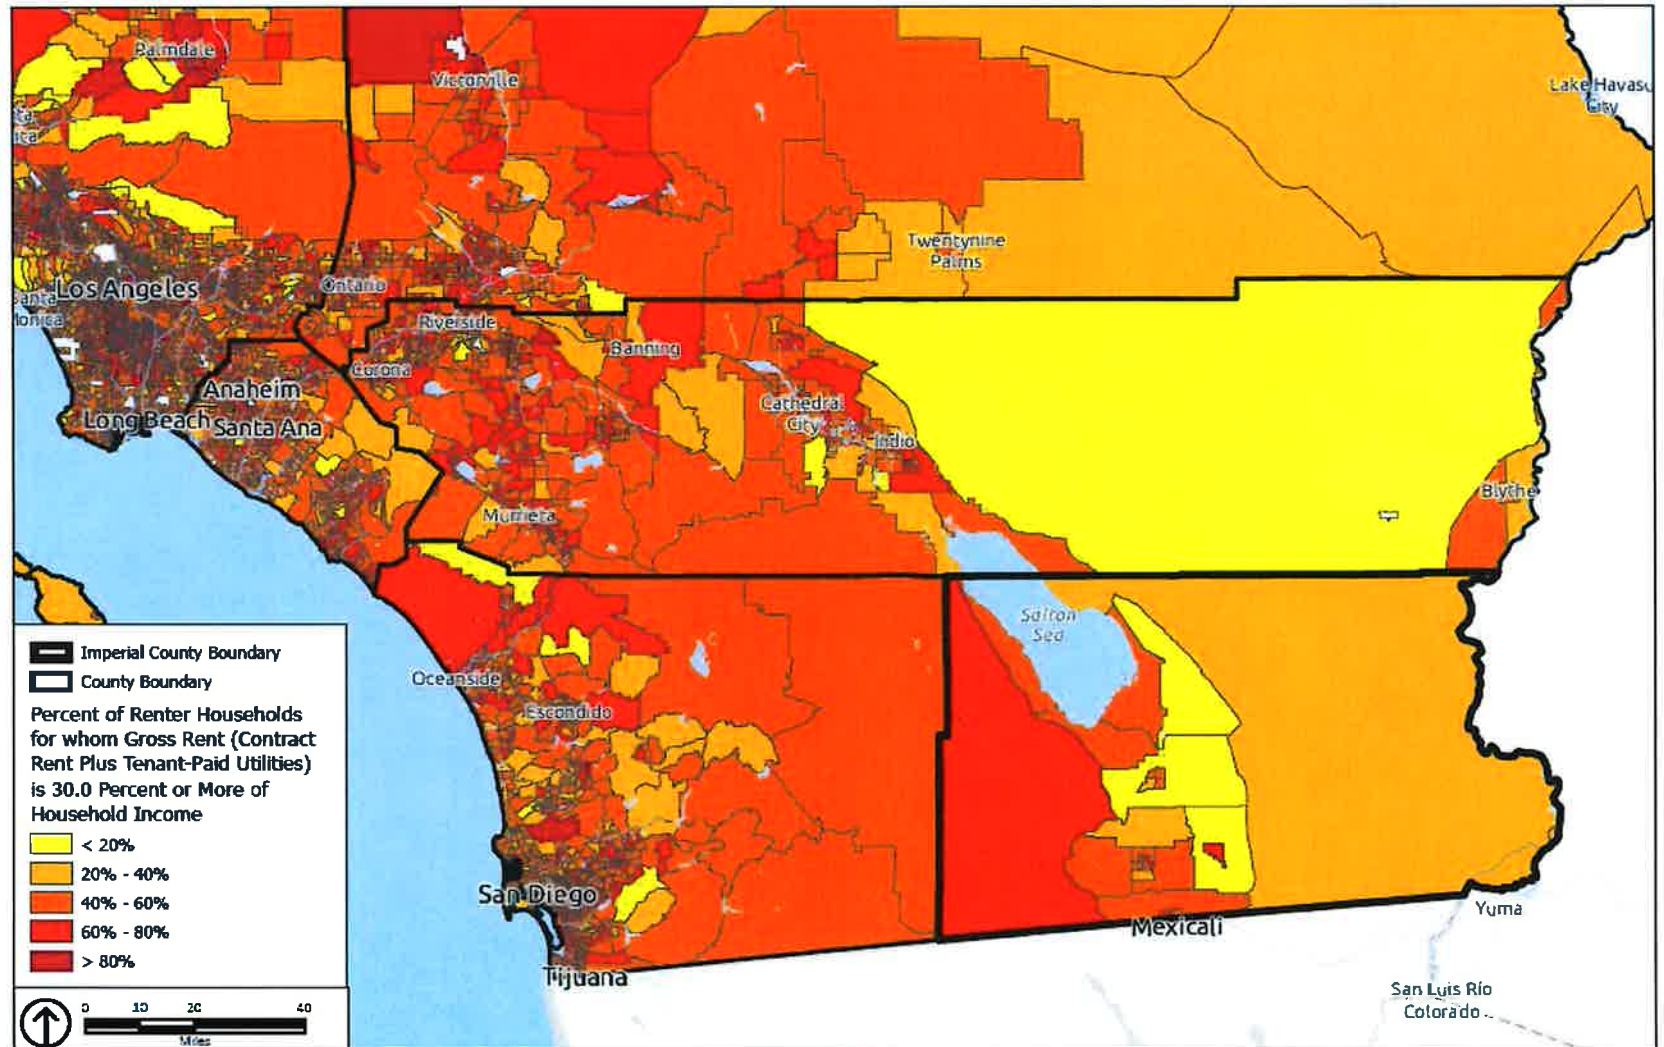 Palmdale
Victorville
Lake Havasu
City
Twentynine
Palms
Los Angeles
Ontario
Santa
Monica
Riverside
Banning
Corona
Anaheim
Cathedral
City
Long Beach
Santa Ana
Indio
Blythe
Murrieta
Salton
Sea
Imperial County Boundary
County Boundary
Oceanside
Escondido
Percent of Renter Households
for whom Gross Rent (Contract
Rent Plus Tenant-Paid Utilities)
is 30.0 Percent or More of
Household Income
< 20%
20% - 40%
40% - 60%
60% - 80%
> 80%
San Diego
Tijuana
Mexicali
Yuma
San Luis Río
Colorado
0 10 20 40
Miles